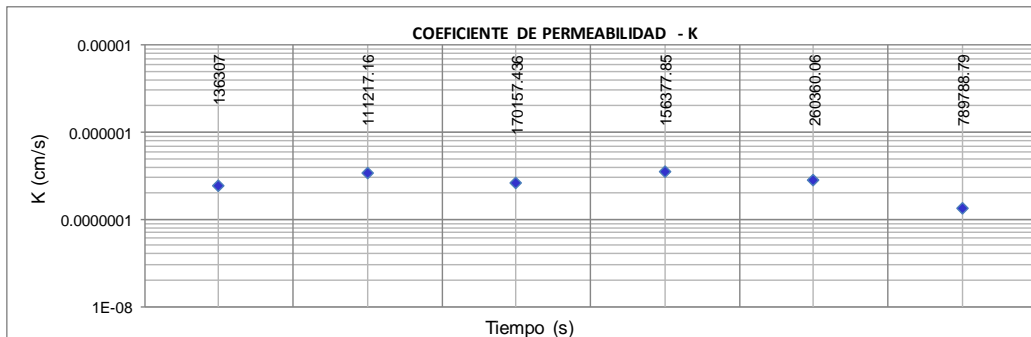 COEFICIENTE DE PERMEABILIDAD - K
0.00001
0.000001
0.0000001
1E-08
K (cm/s)
136307
111217.16
170157.436
156377.85
260360.06
789788.79
Tiempo (s)